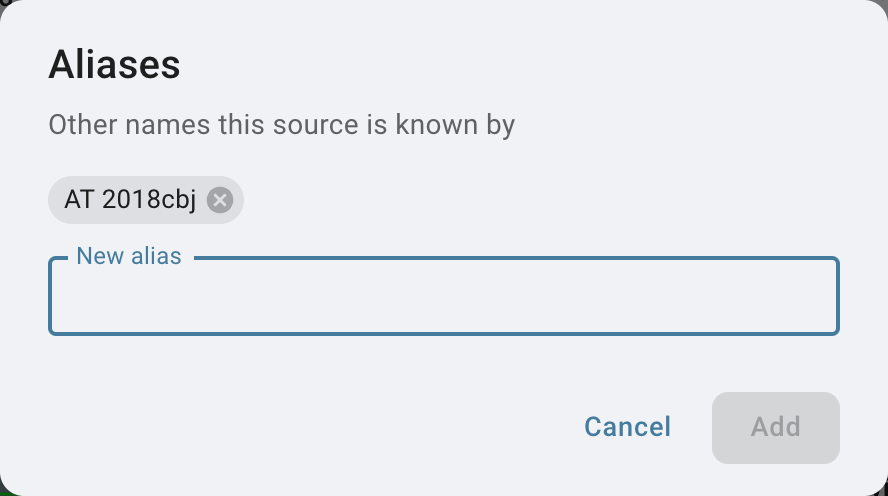 Aliases
Other names this source is known by
AT 2018cbj
New alias
Cancel Add